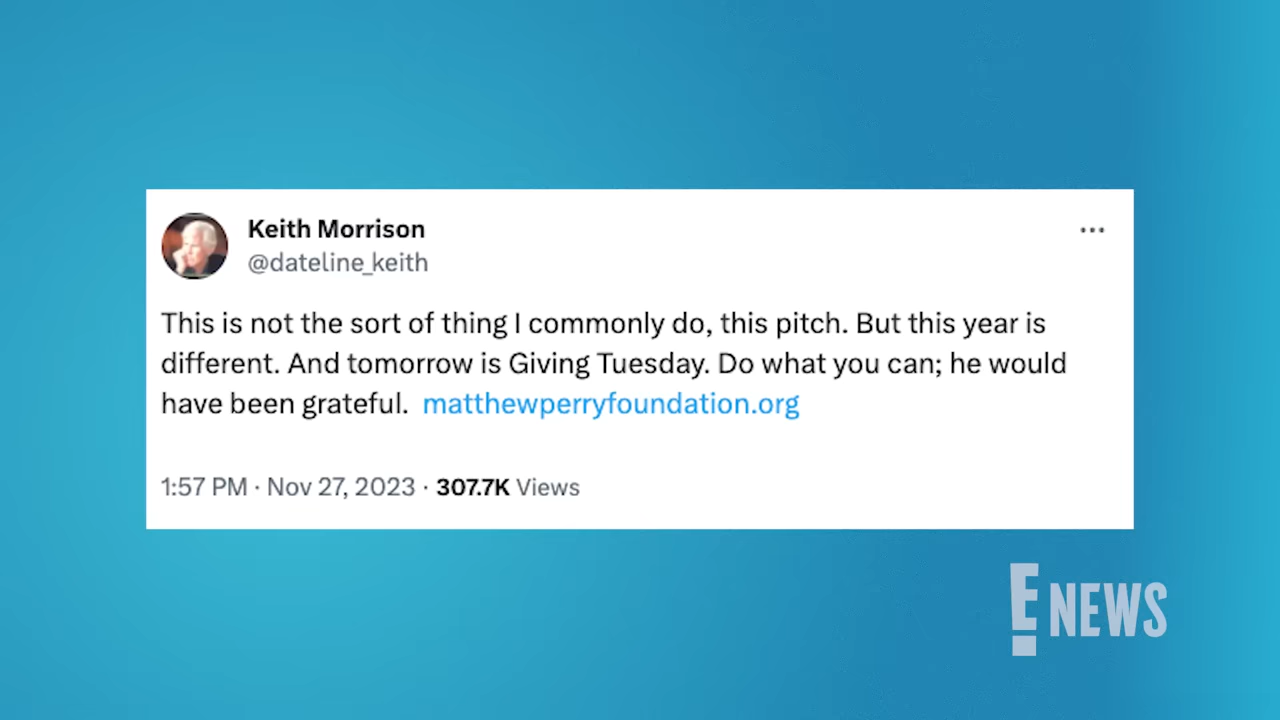 Keith Morrison
@dateline_keith
This is not the sort of thing I commonly do, this pitch. But this year is
different. And tomorrow is Giving Tuesday. Do what you can; he would
have been grateful. matthewperryfoundation.org
1:57 PM · Nov 27, 2023 · 307.7K Views
E! NEWS